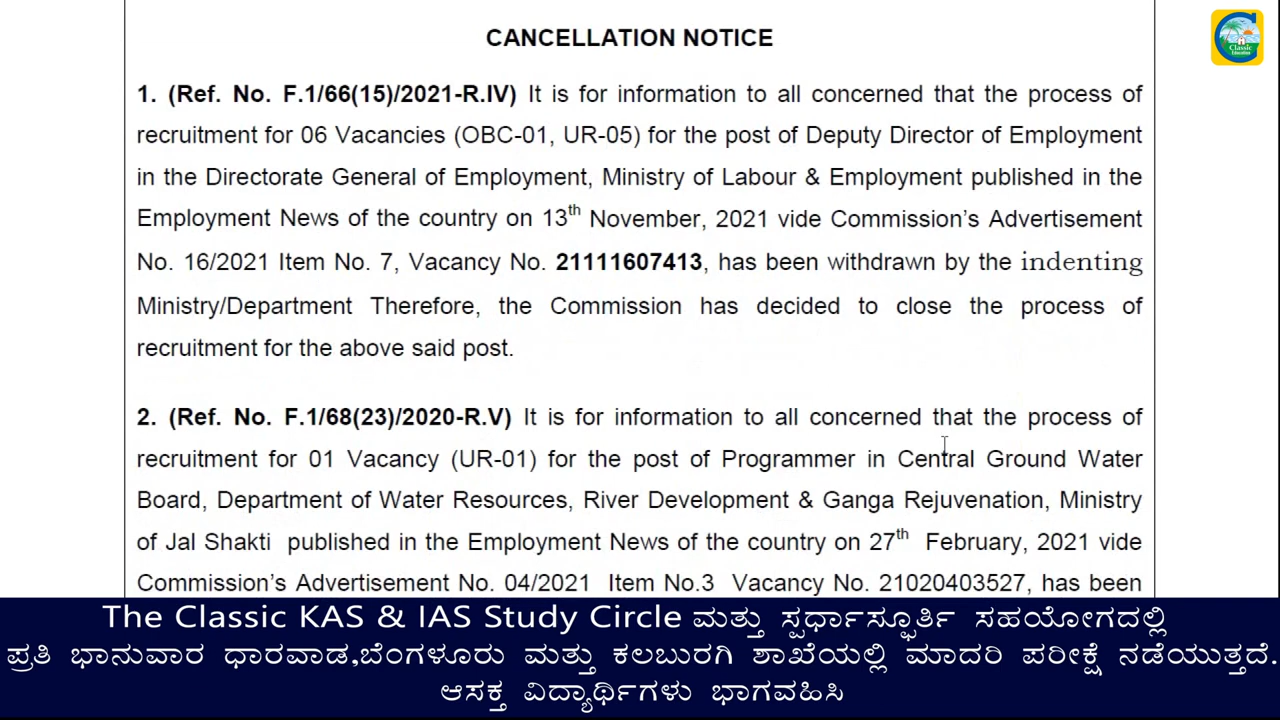 CANCELLATION NOTICE
Classic
Education
1. (Ref. No. F.1/66(15)/2021-R.IV) It is for information to all concerned that the process of
recruitment for 06 Vacancies (OBC-01, UR-05) for the post of Deputy Director of Employment
in the Directorate General of Employment, Ministry of Labour & Employment published in the
Employment News of the country on 13th November, 2021 vide Commission's Advertisement
No. 16/2021 Item No. 7, Vacancy No. 21111607413, has been withdrawn by the indenting
Ministry/Department Therefore, the Commission has decided to close the process of
recruitment for the above said post.
2. (Ref. No. F.1/68(23)/2020-R.V) It is for information to all concerned that the process of
recruitment for 01 Vacancy (UR-01) for the post of Programmer in Central Ground Water
Board, Department of Water Resources, River Development & Ganga Rejuvenation, Ministry
of Jal Shakti published in the Employment News of the country on 27th February, 2021 vide
Commission's Advertisement No. 04/2021 Item No.3 Vacancy No. 21020403527, has been
The Classic KAS & IAS Study Circle ಮತ್ತು ಸ್ಪರ್ಧಾಸ್ಫೂರ್ತಿ ಸಹಯೋಗದಲ್ಲಿ
ಪ್ರತಿ ಭಾನುವಾರ ಧಾರವಾಡ,ಬೆಂಗಳೂರು ಮತ್ತು ಕಲಬುರಗಿ ಶಾಖೆಯಲ್ಲಿ ಮಾದರಿ ಪರೀಕ್ಷೆ ನಡೆಯುತ್ತದೆ.
ಆಸಕ್ತ ವಿದ್ಯಾರ್ಥಿಗಳು ಭಾಗವಹಿಸಿ